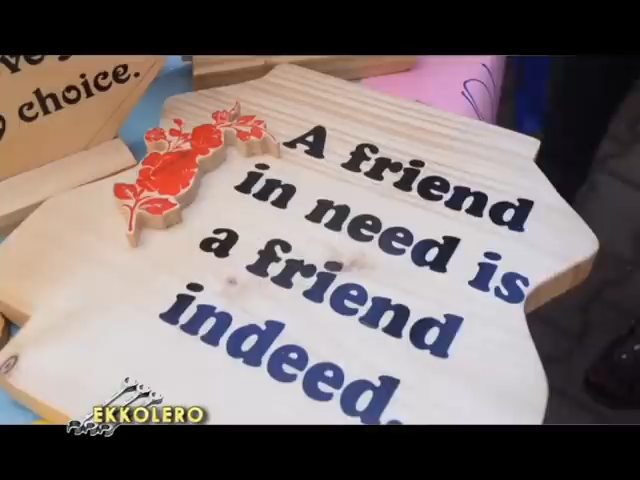 choice.
A friend
in need is
a friend
indeed.
EKKOLERO